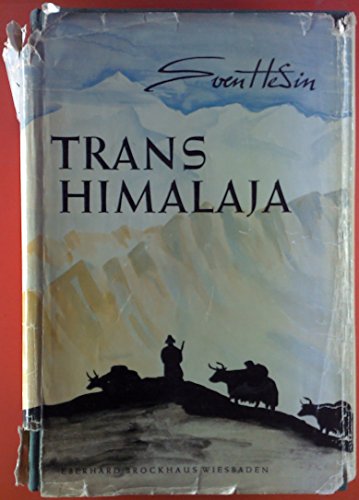 Sven Hedin
TRANS
HIMALAJA
EBERHARD BROCKHAUS WIESBADEN